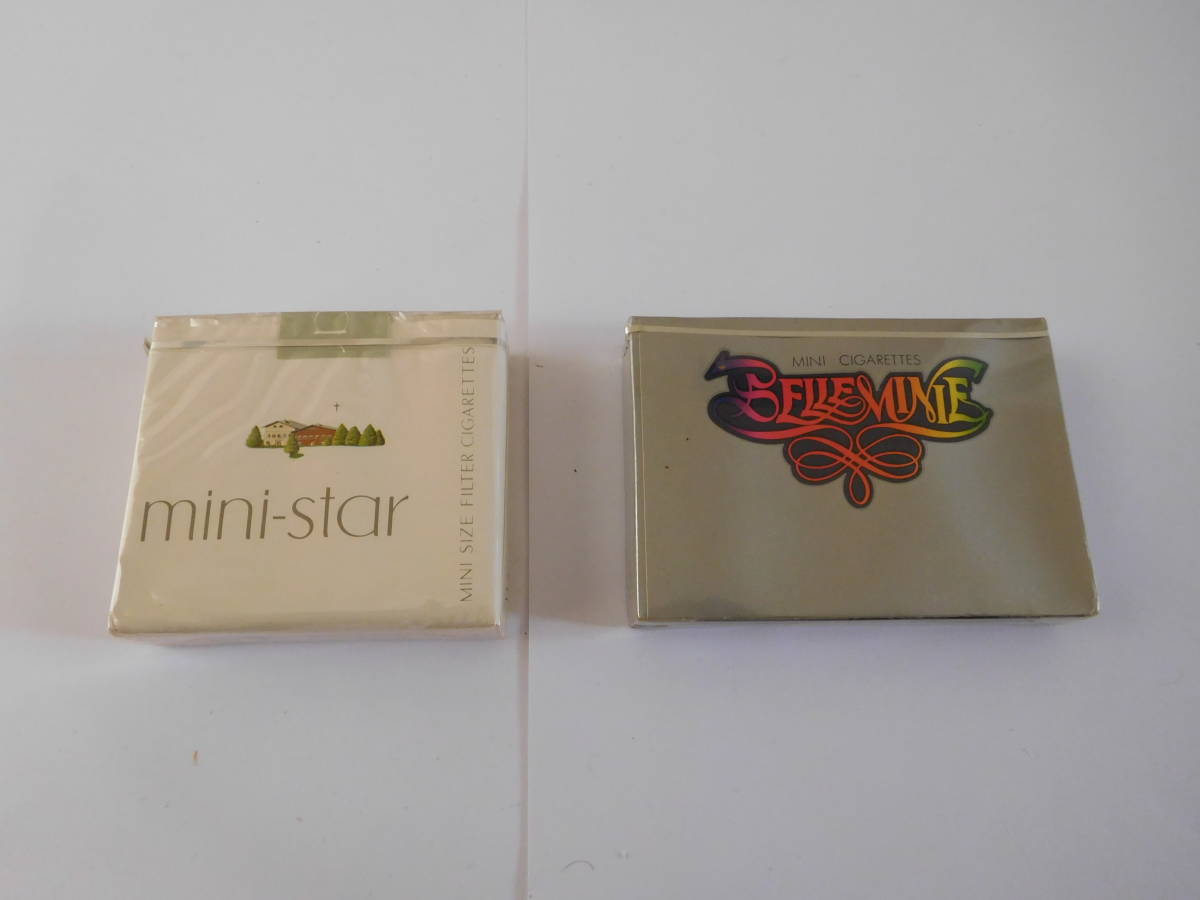 mini-star
MINI SIZE FILTER CIGARETTES
MINI CIGARETTES
BELLEMINIE